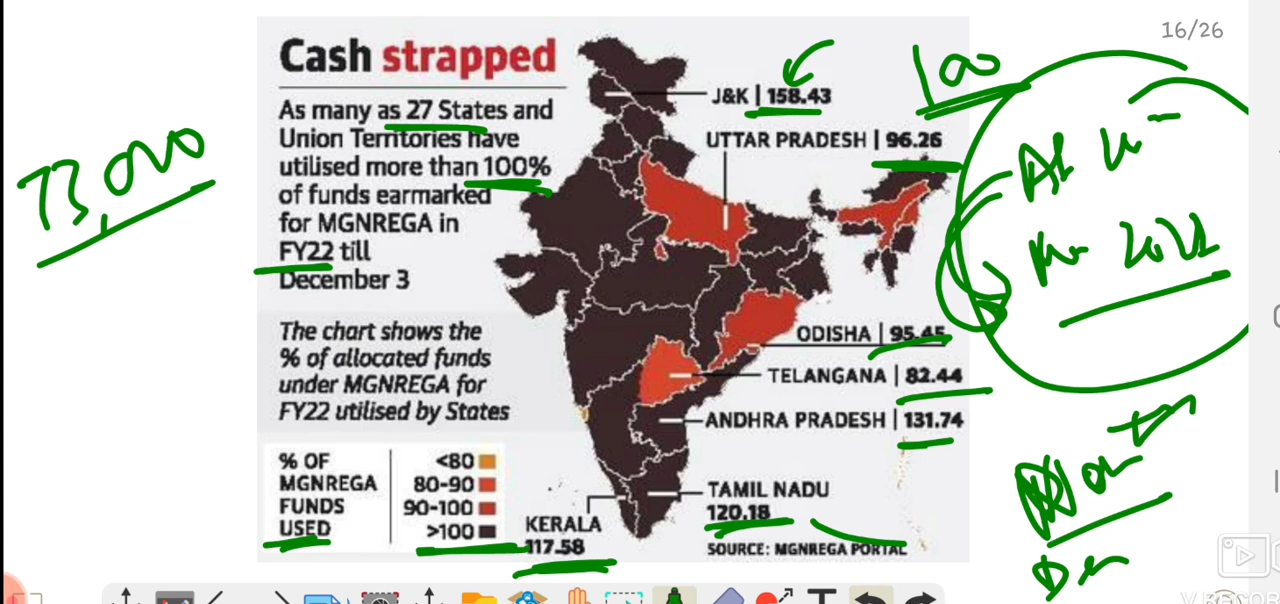 16/26
Cash strapped
As many as 27 States and
Union Territories have
utilised more than 100%
of funds earmarked
for MGNREGA in
FY22 till
December 3
The chart shows the
% of allocated funds
under MGNREGA for
FY22 utilised by States
% OF
MGNREGA
FUNDS
USED
<80
80-90
90-100
>100
J&K | 158.43
UTTAR PRADESH | 96.26
ODISHA | 95.45
TELANGANA | 82.44
ANDHRA PRADESH | 131.74
TAMIL NADU
120.18
KERALA
117.58
SOURCE: MGNREGA PORTAL
73,000
100
2021